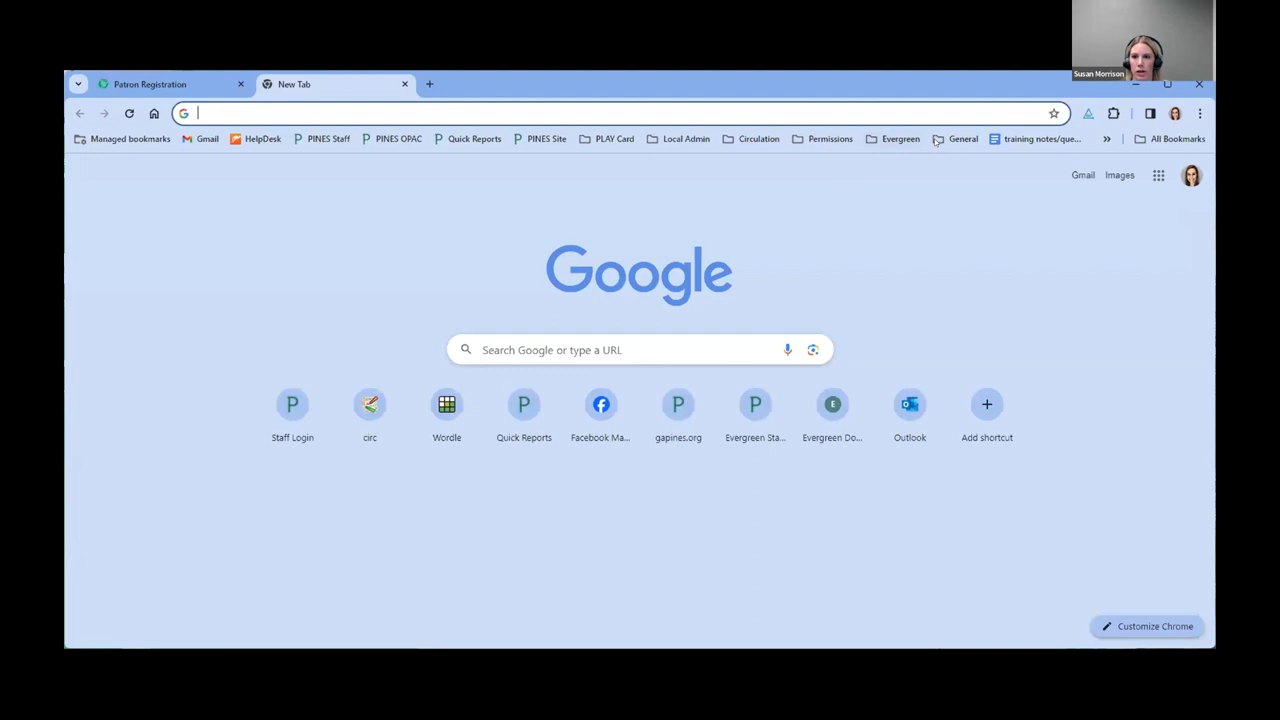 Susan Morrison
Patron Registration
New Tab
Managed bookmarks Gmail HelpDesk PINES Staff PINES OPAC Quick Reports PINES Site PLAY Card Local Admin Circulation Permissions Evergreen General training notes/que... All Bookmarks
Gmail Images
Google
Search Google or type a URL
P P P P E
Staff Login circ Wordle Quick Reports Facebook Ma... gapines.org Evergreen Sta... Evergreen Do... Outlook Add shortcut
Customize Chrome